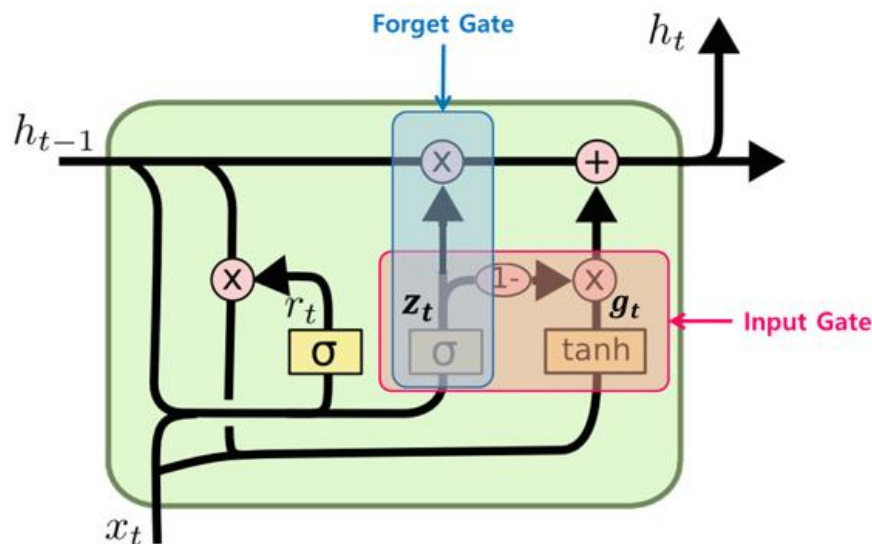 Forget Gate
h_t
h_{t-1}
x
+
x
1-
x
r_t
z_t
g_t
Input Gate
σ
σ
tanh
x_t